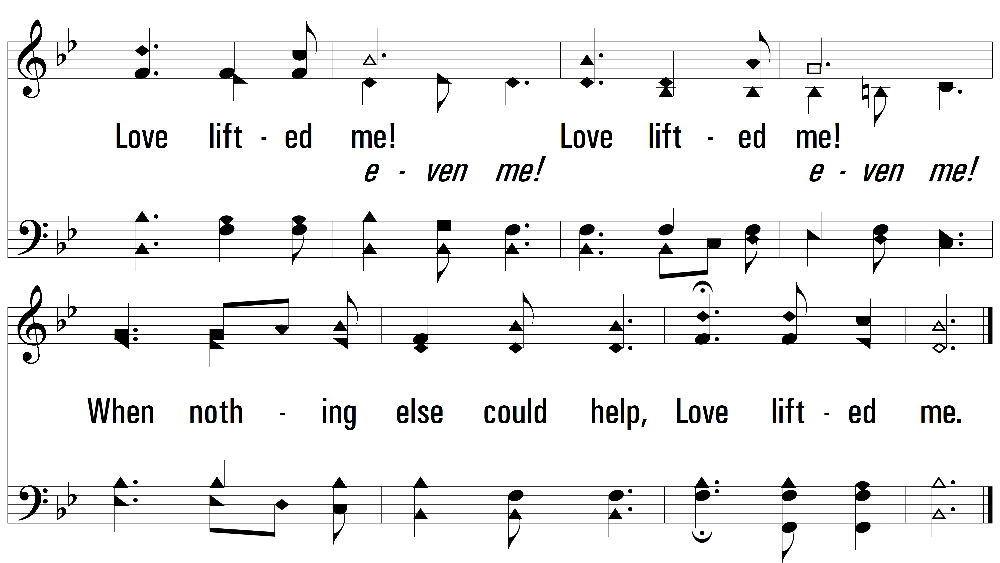 Love lift - ed me! Love lift - ed me!
e - ven me! e - ven me!
When noth - ing else could help, Love lift - ed me.